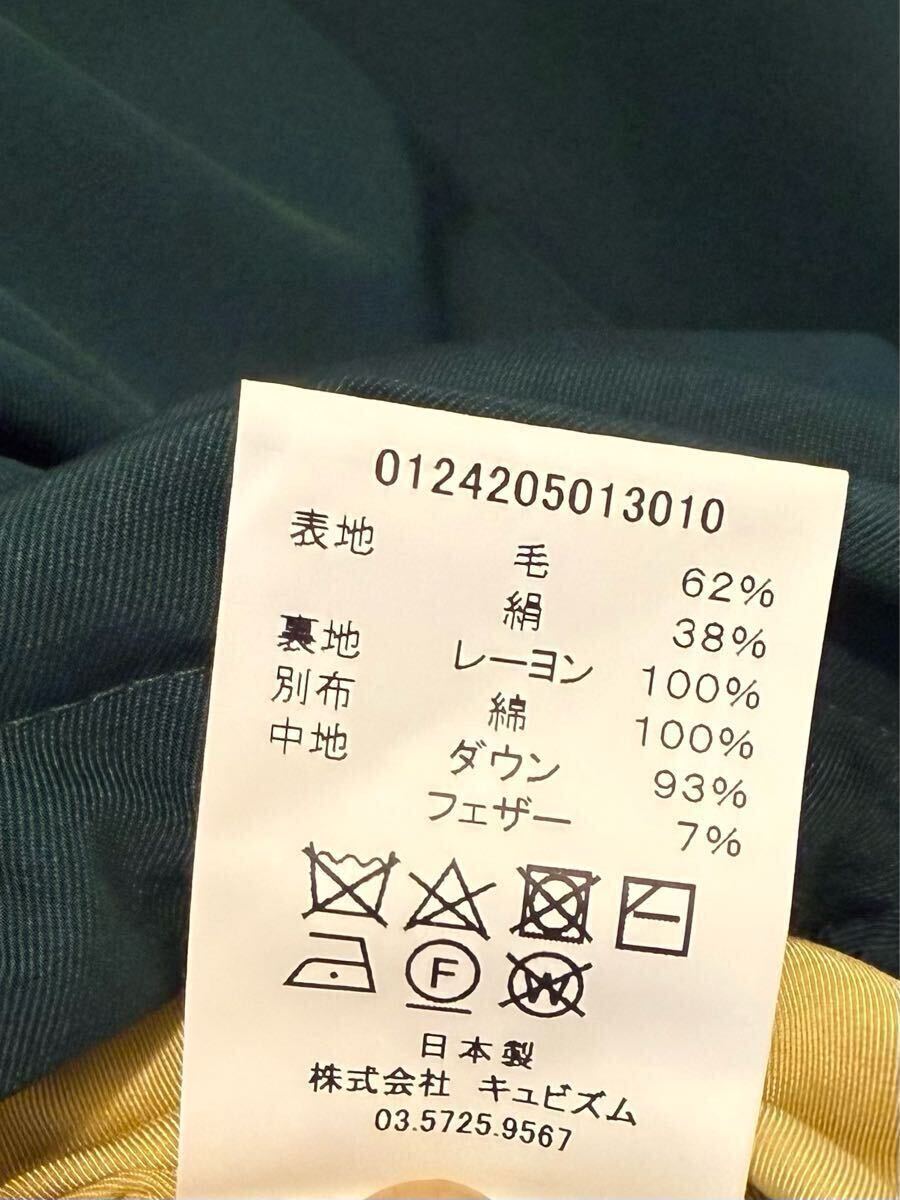 0124205013010
表地 毛 62%
絹 38%
裏地 レーヨン 100%
別布 綿 100%
中地 ダウン 93%
フェザー 7%
F W
日本製
株式会社 キュビズム
03.5725.9567